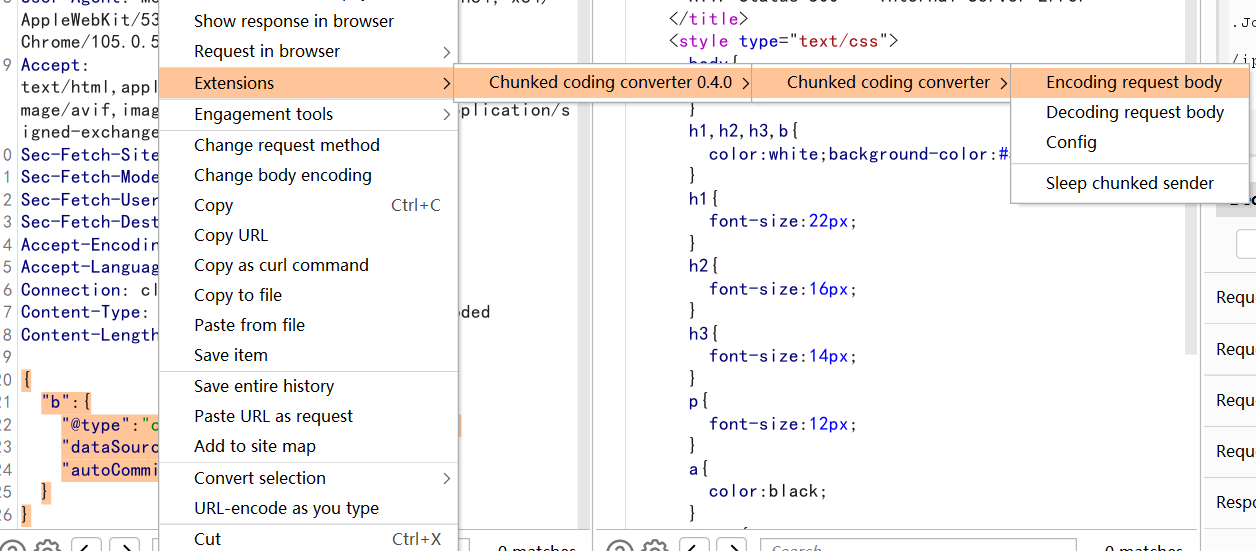 AppleWebKit/53
Chrome/105.0.5
9 Accept:
text/html,appl
mage/avif,imag
pplication/s
igned-exchange
0 Sec-Fetch-Site
1 Sec-Fetch-Mode
2 Sec-Fetch-User
3 Sec-Fetch-Dest
4 Accept-Encodin
5 Accept-Languag
6 Connection: cl
7 Content-Type:
oded
8 Content-Length
9
20 {
21 "b":{
22 "@type":"c
23 "dataSourc
24 "autoCommi
25 }
26 }
Show response in browser
Request in browser
Extensions
Engagement tools
Change request method
Change body encoding
Copy Ctrl+C
Copy URL
Copy as curl command
Copy to file
Paste from file
Save item
Save entire history
Paste URL as request
Add to site map
Convert selection
URL-encode as you type
Cut Ctrl+X
Chunked coding converter 0.4.0
Chunked coding converter
Encoding request body
Decoding request body
Config
Sleep chunked sender
</title>
<style type="text/css">
body{
}
h1,h2,h3,b{
color:white;background-color:#
}
h1{
font-size:22px;
}
h2{
font-size:16px;
}
h3{
font-size:14px;
}
p{
font-size:12px;
}
a{
color:black;
}
0 matches
Search
0 matches
.Jo
/ip
Requ
Requ
Requ
Requ
Respo